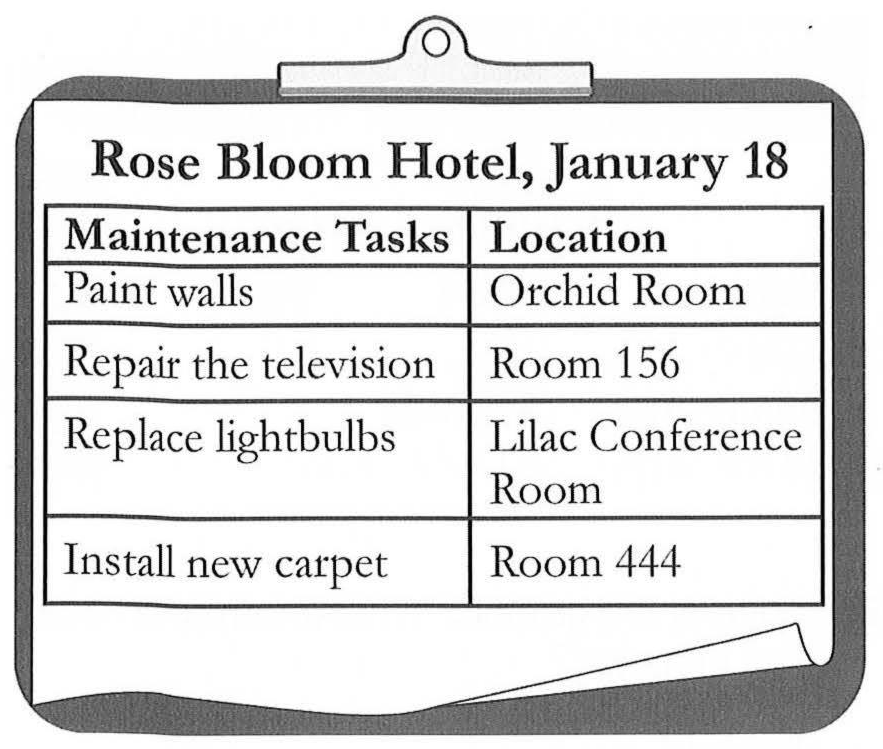 Rose Bloom Hotel, January 18
Maintenance Tasks Location
Paint walls Orchid Room
Repair the television Room 156
Replace lightbulbs Lilac Conference
Room
Install new carpet Room 444